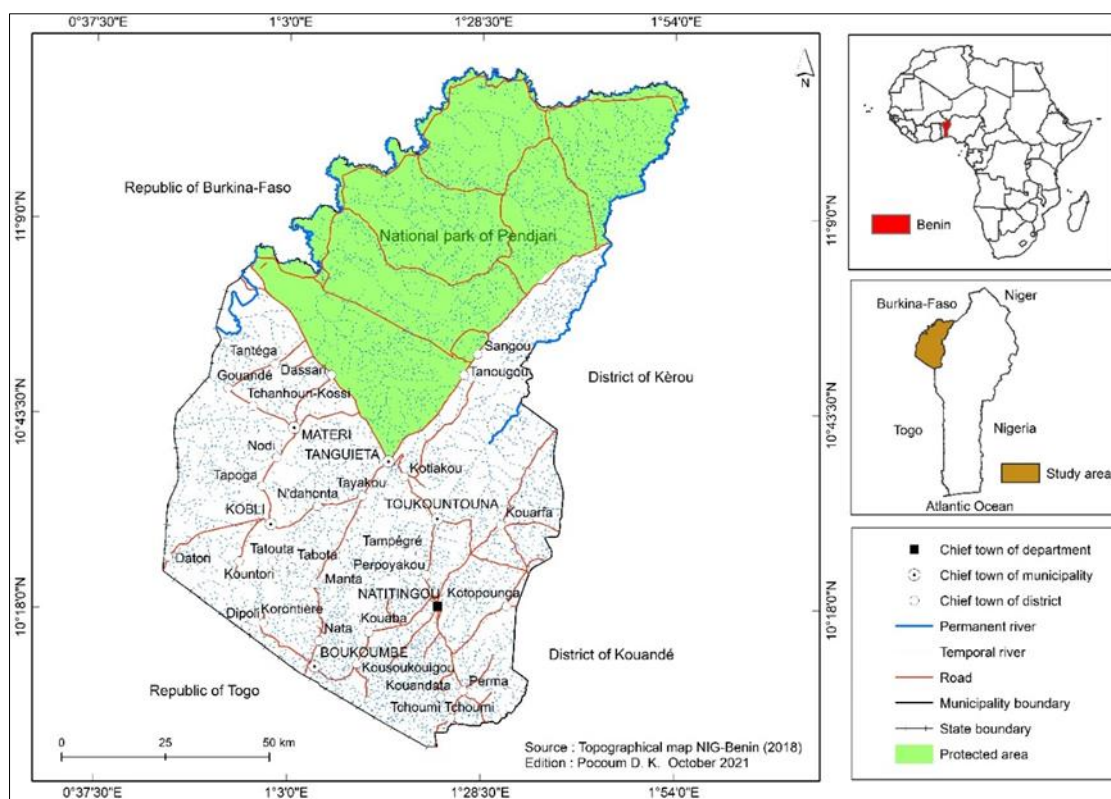 0°37'30"E
1°3'0"E
1°28'30"E
1°54'0"E
N
Republic of Burkina-Faso
11°9'0"N
11°9'0"N
National park of Pendjari
Sangou
Tantéga
Dassari
Tanougou
Gouandé
Tchanhoun-Kossi
District of Kèrou
10°43'30"N
10°43'30"N
MATERI
Nodi
TANGUIETA
Kotiakou
Tapoga
Tayakou
N'dahonta
TOUKOUNTOUNA
KOBLI
Kouarfa
Tampégré
Tatouta
Tabota
Daton
Perpoyakou
Kountori
Manta
NATITINGOU
Kotopounga
10°18'0"N
10°18'0"N
Dipoli
Korontière
Kouaba
Nata
BOUKOUMBE
District of Kouandé
Kousoukouigou
Republic of Togo
Kouandata
Perma
Tchoumi Tchoumi
0
25
50 km
Source : Topographical map NIG-Benin (2018)
Edition : Pocoum D. K. October 2021
0°37'30"E
1°3'0"E
1°28'30"E
1°54'0"E
Benin
Burkina-Faso
Niger
Togo
Nigeria
Study area
Atlantic Ocean
Chief town of department
Chief town of municipality
Chief town of district
Permanent river
Temporal river
Road
Municipality boundary
State boundary
Protected area